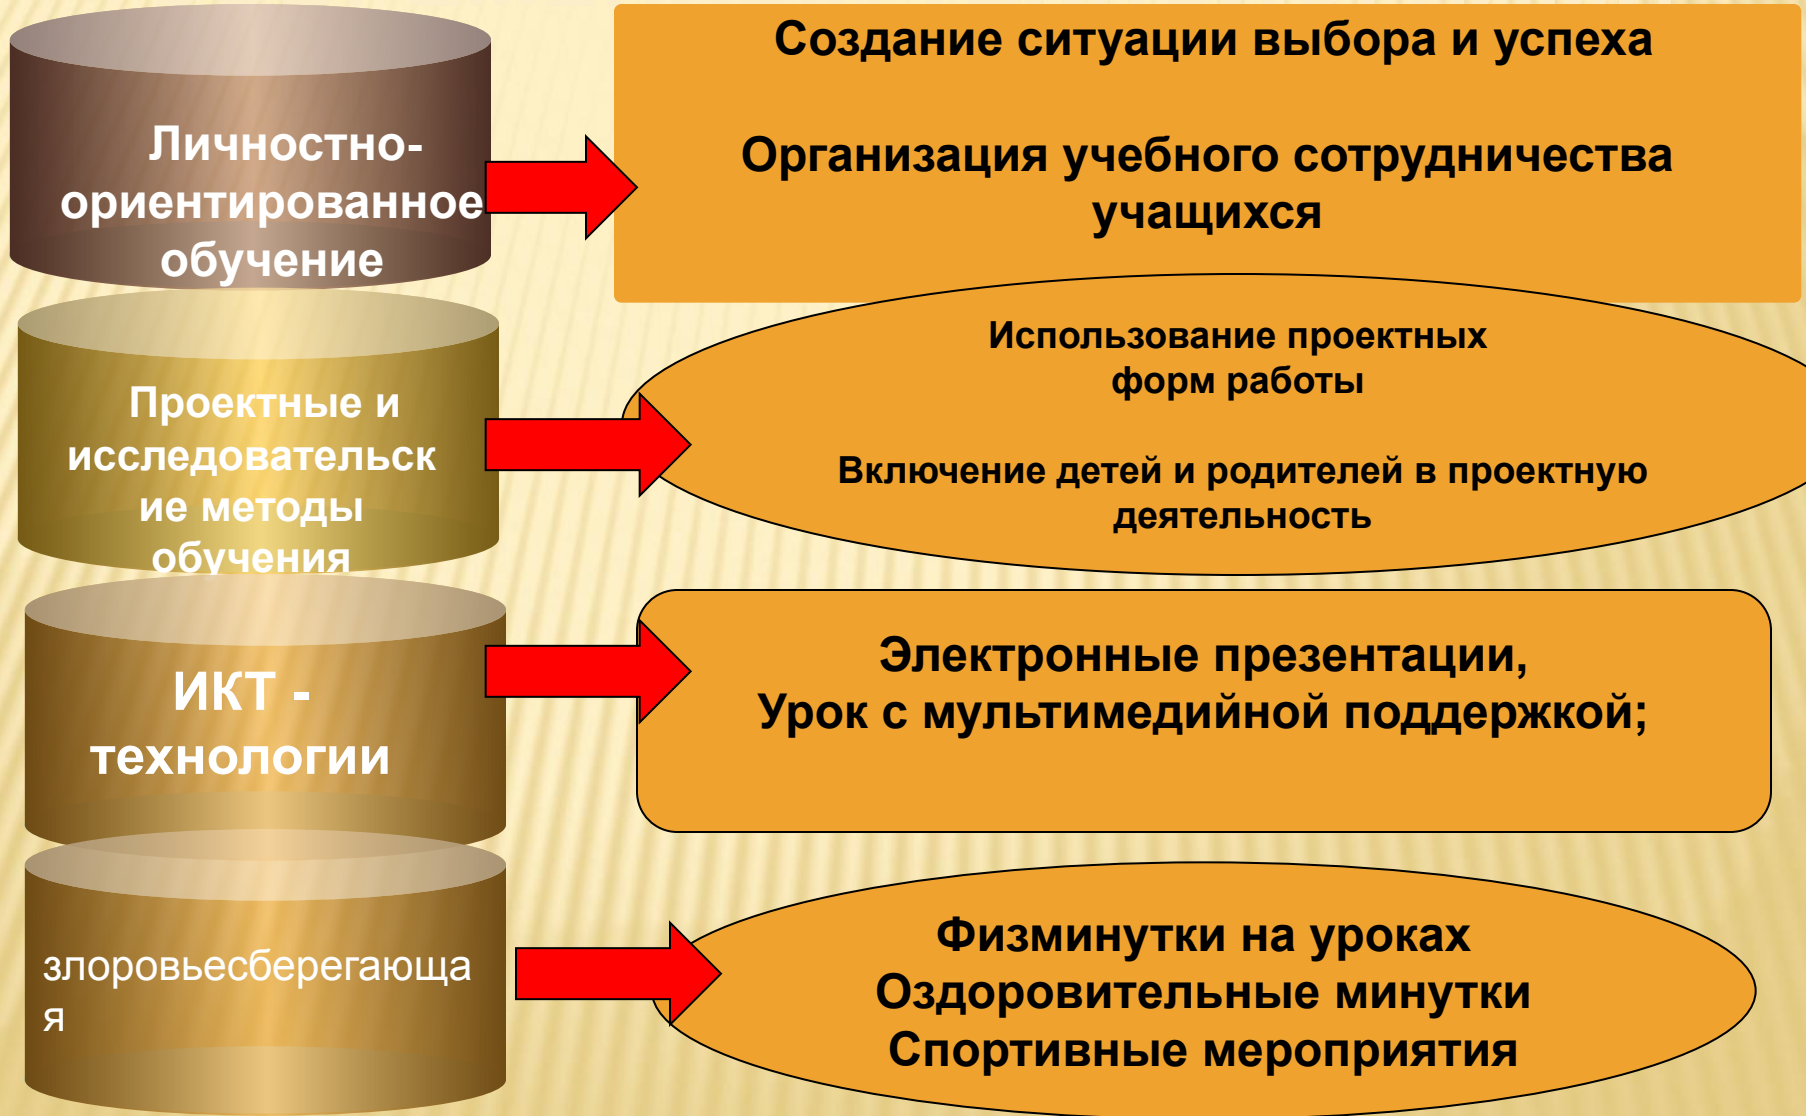 Личностно-
ориентированное
обучение
Создание ситуации выбора и успеха
Организация учебного сотрудничества
учащихся
Проектные и
исследовательск
ие методы
обучения
Использование проектных
форм работы
Включение детей и родителей в проектную
деятельность
ИКТ -
технологии
Электронные презентации,
Урок с мультимедийной поддержкой;
злоровьесберегающа
я
Физминутки на уроках
Оздоровительные минутки
Спортивные мероприятия